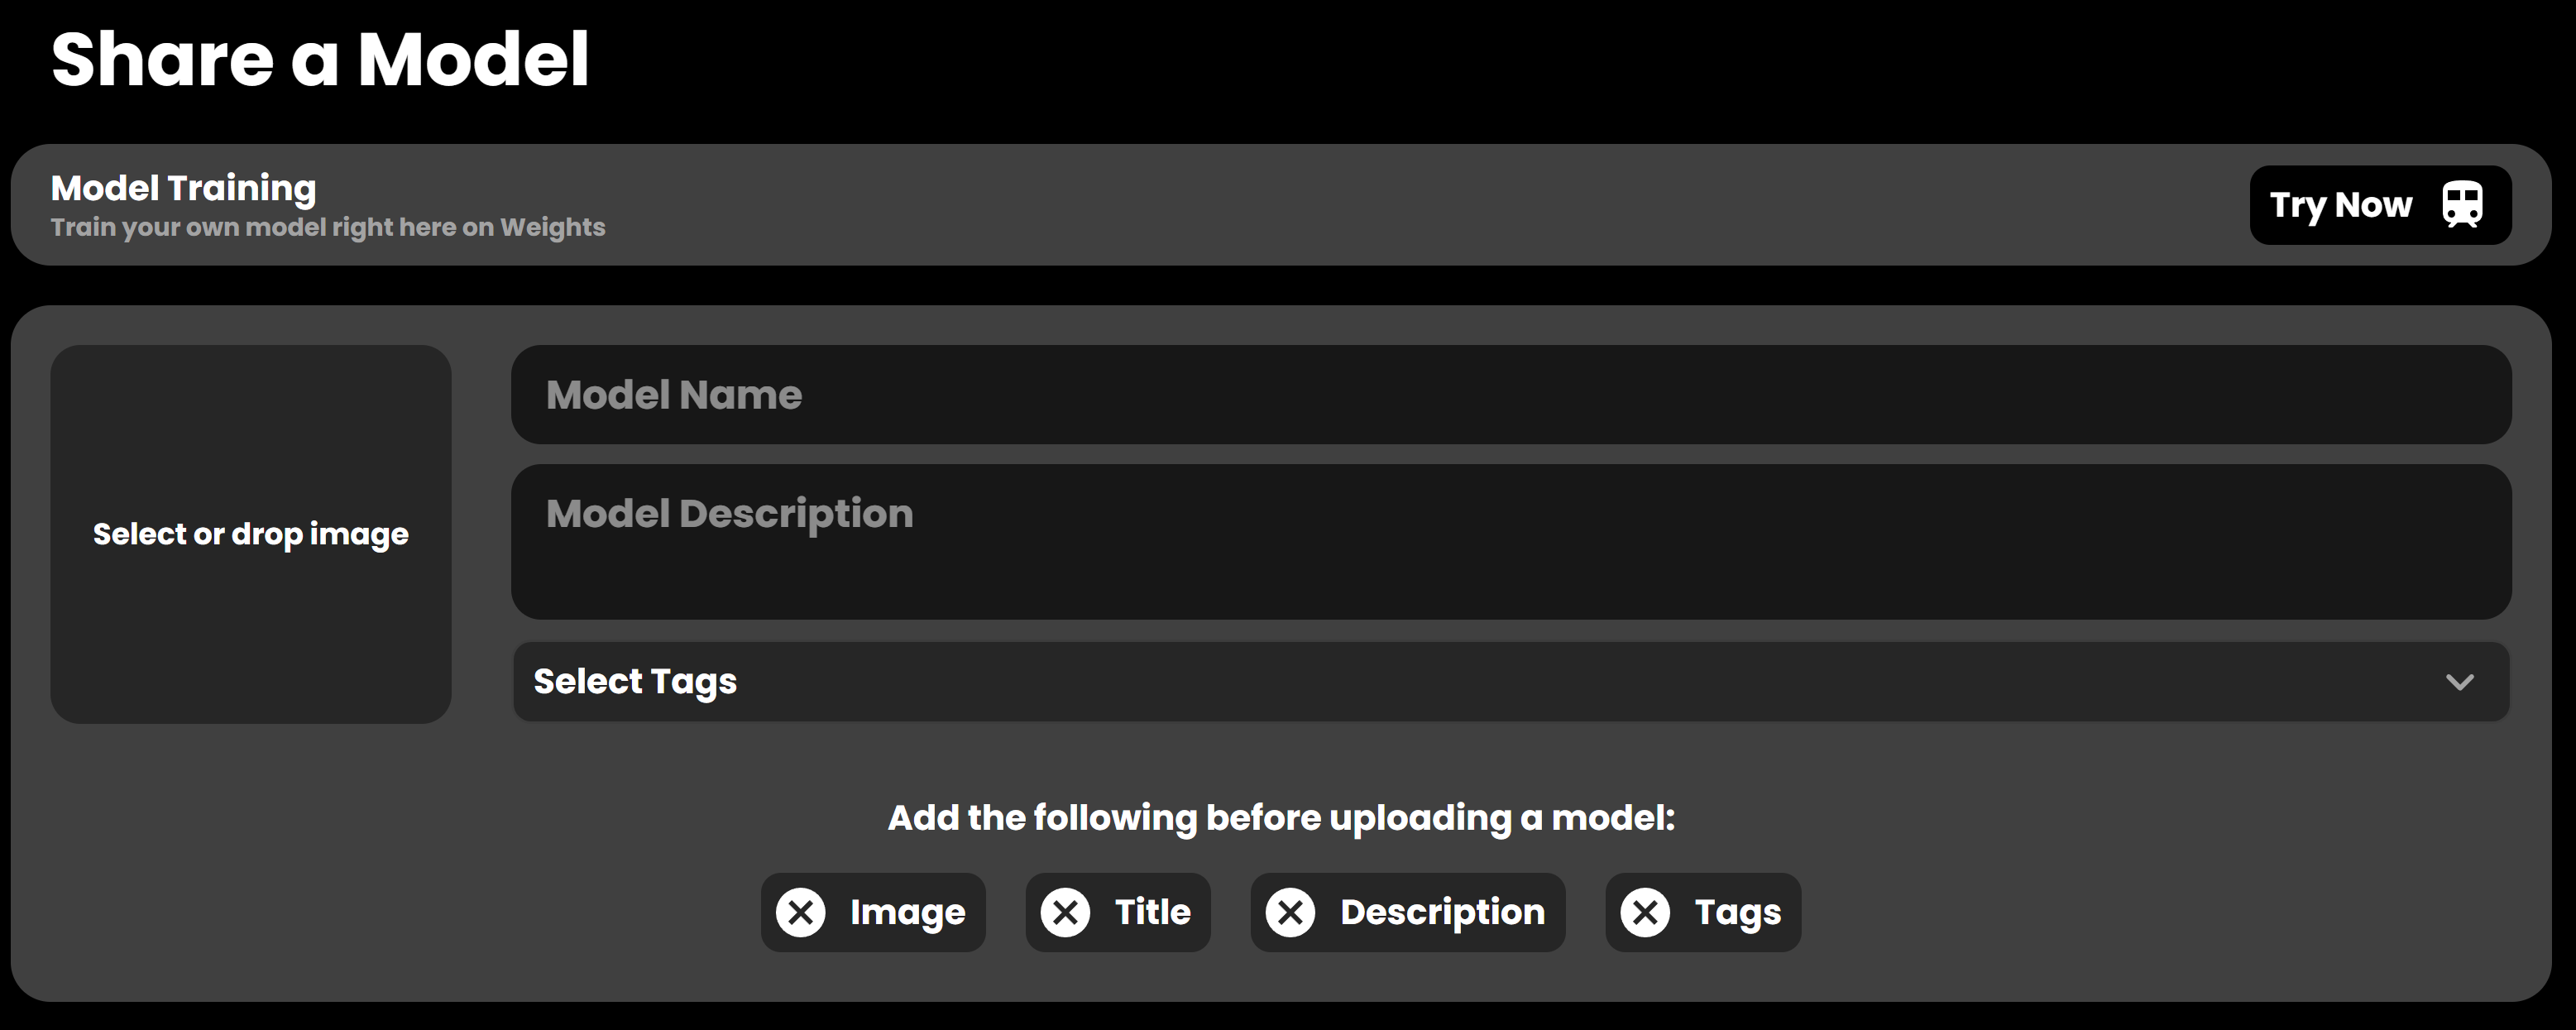 Share a Model
Model Training
Train your own model right here on Weights
Try Now
Select or drop image
Model Name
Model Description
Select Tags
Add the following before uploading a model:
Image
Title
Description
Tags